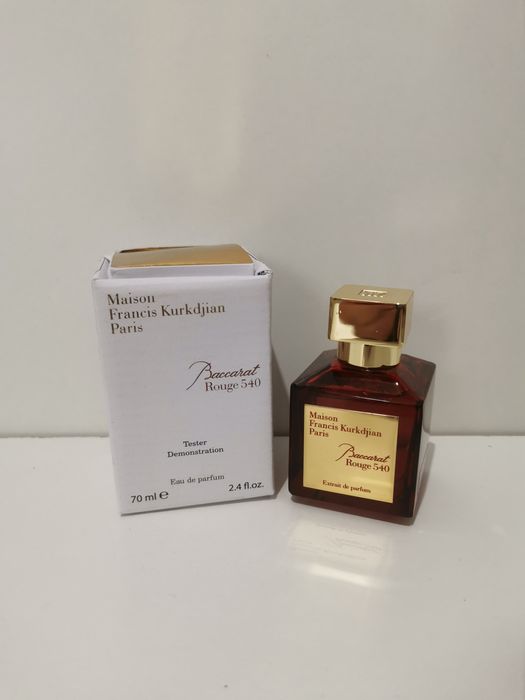 Maison
Francis Kurkdjian
Paris
Baccarat
Rouge 540
Tester
Demonstration
Eau de parfum
70 ml e
2.4 fl.oz.
Maison
Francis Kurkdjian
Paris
Baccarat
Rouge 540
Extrait de parfum